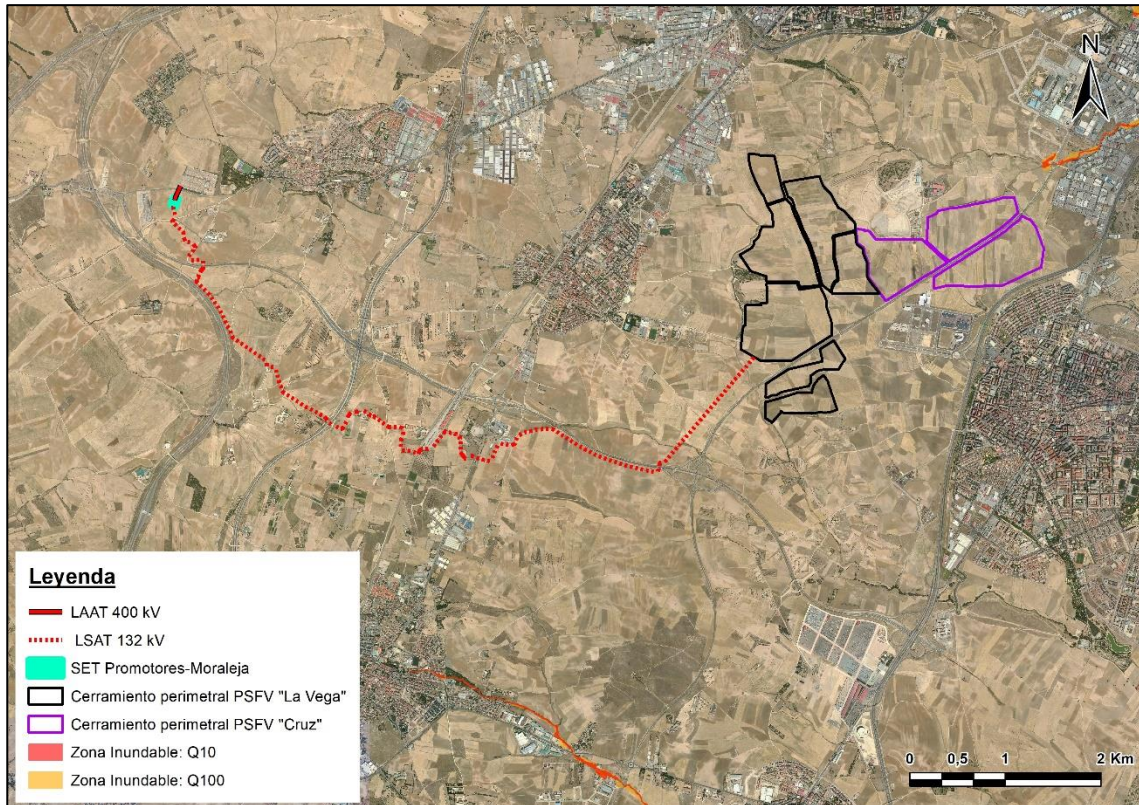 N
0 0,5 1 2 Km
Leyenda
LAAT 400 kV
LSAT 132 kV
SET Promotores-Moraleja
Cerramiento perimetral PSFV "La Vega"
Cerramiento perimetral PSFV "Cruz"
Zona Inundable: Q10
Zona Inundable: Q100